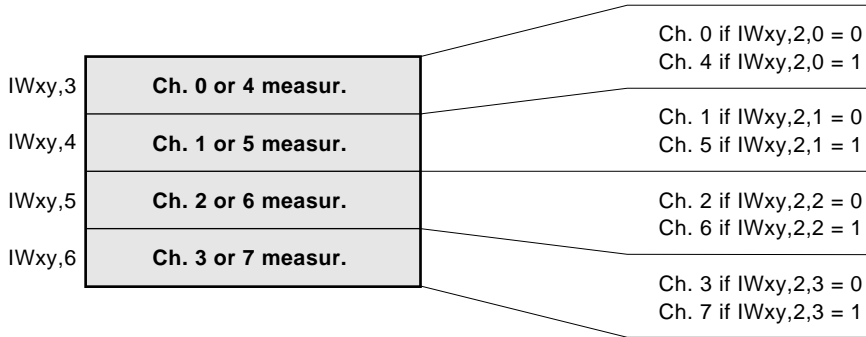 Ch. 0 if IWxy,2,0 = 0
Ch. 4 if IWxy,2,0 = 1
IWxy,3 Ch. 0 or 4 measur.
Ch. 1 if IWxy,2,1 = 0
Ch. 5 if IWxy,2,1 = 1
IWxy,4 Ch. 1 or 5 measur.
IWxy,5 Ch. 2 or 6 measur.
Ch. 2 if IWxy,2,2 = 0
Ch. 6 if IWxy,2,2 = 1
IWxy,6 Ch. 3 or 7 measur.
Ch. 3 if IWxy,2,3 = 0
Ch. 7 if IWxy,2,3 = 1